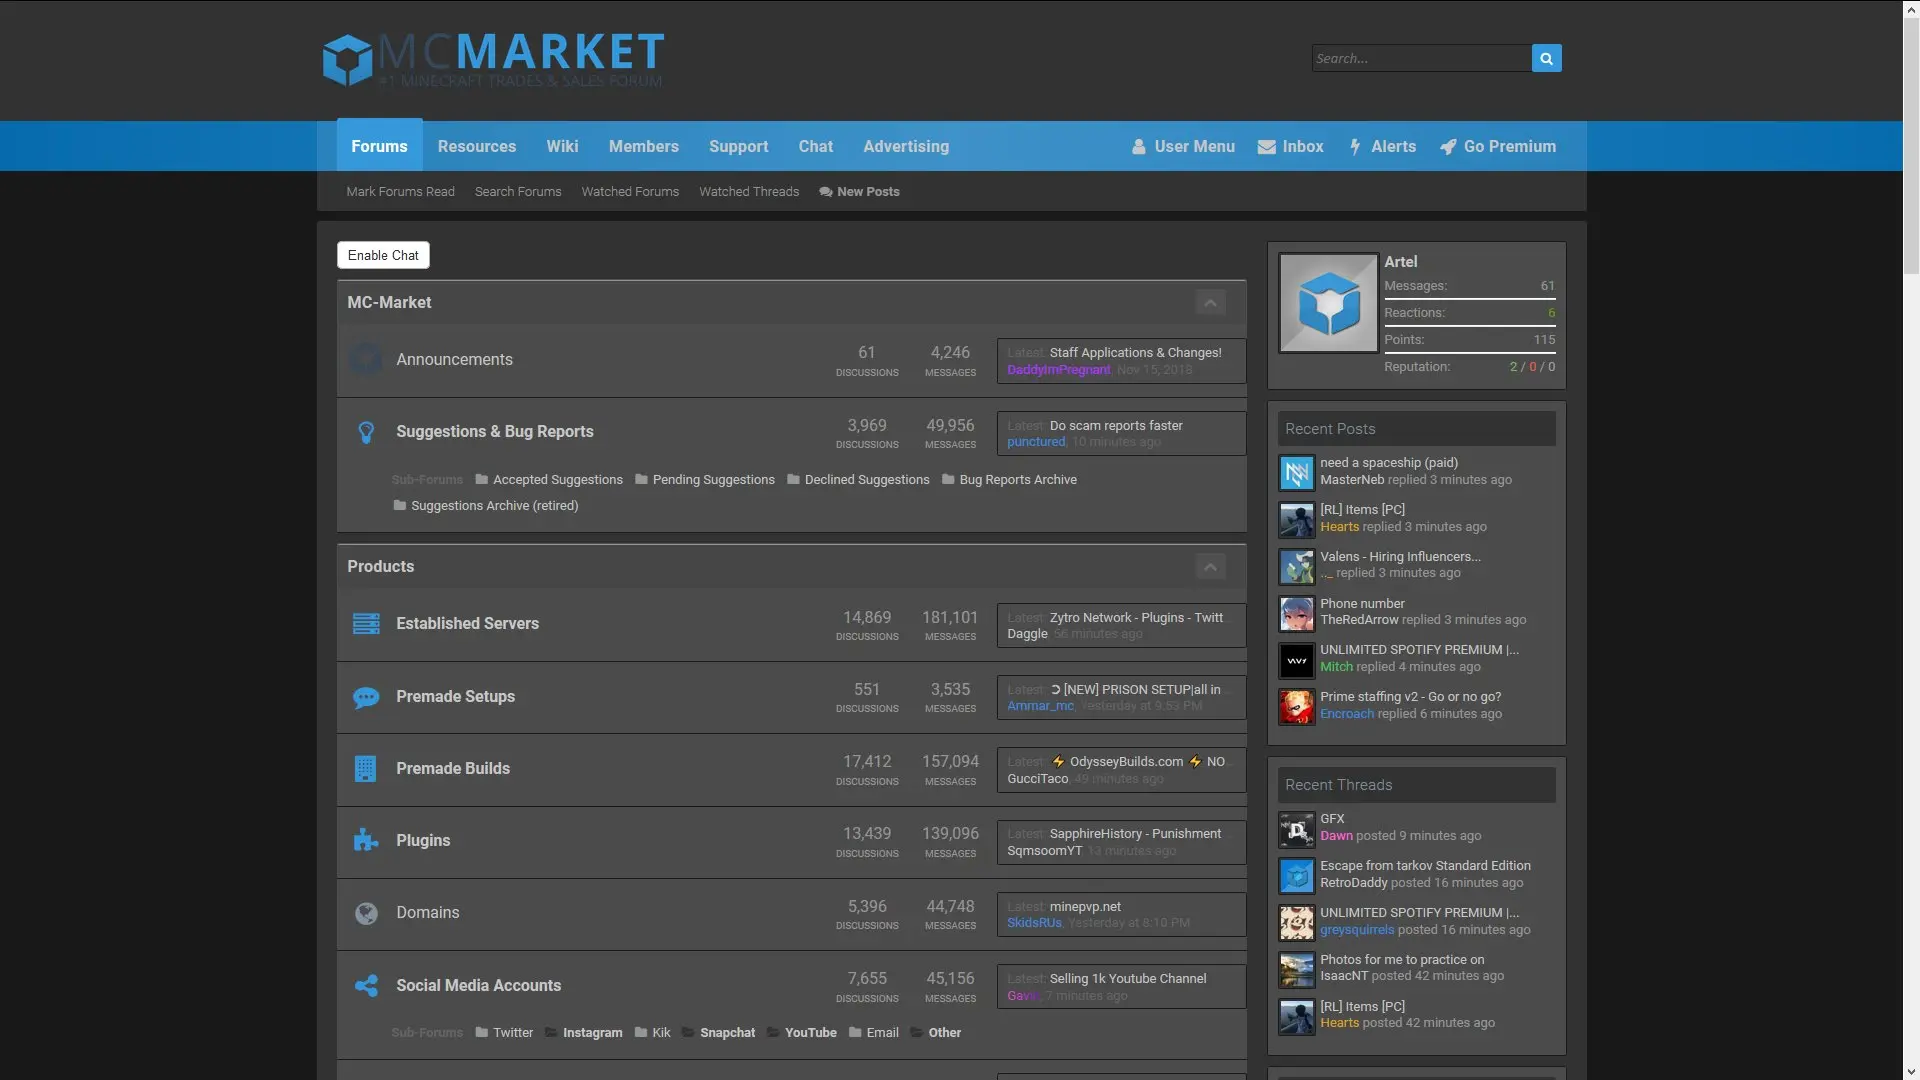 MCMARKET
#1 MINECRAFT TRADES & SALES FORUM
Search...
Forums Resources Wiki Members Support Chat Advertising User Menu Inbox Alerts Go Premium
Mark Forums Read Search Forums Watched Forums Watched Threads New Posts
Enable Chat
MC-Market
Announcements
61 DISCUSSIONS
4,246 MESSAGES
Latest: Staff Applications & Changes!
DaddyImPregnant, Nov 15, 2018
Suggestions & Bug Reports
3,969 DISCUSSIONS
49,956 MESSAGES
Latest: Do scam reports faster
punctured, 10 minutes ago
Sub-Forums Accepted Suggestions Pending Suggestions Declined Suggestions Bug Reports Archive
Suggestions Archive (retired)
Products
Established Servers
14,869 DISCUSSIONS
181,101 MESSAGES
Latest: Zytro Network - Plugins - Twitt
Daggle, 56 minutes ago
Premade Setups
551 DISCUSSIONS
3,535 MESSAGES
Latest: ➲ [NEW] PRISON SETUP|all in
Ammar_mc, Yesterday at 9:53 PM
Premade Builds
17,412 DISCUSSIONS
157,094 MESSAGES
Latest: ⚡ OdysseyBuilds.com ⚡ NO
GucciTaco, 49 minutes ago
Plugins
13,439 DISCUSSIONS
139,096 MESSAGES
Latest: SapphireHistory - Punishment
SqmsoomYT, 13 minutes ago
Domains
5,396 DISCUSSIONS
44,748 MESSAGES
Latest: minepvp.net
SkidsRUs, Yesterday at 8:10 PM
Social Media Accounts
7,655 DISCUSSIONS
45,156 MESSAGES
Latest: Selling 1k Youtube Channel
7 minutes ago
Sub-Forums Twitter Instagram Kik Snapchat YouTube Email Other
Artel
Messages: 61
Reactions: 6
Points: 115
Reputation: 2 / 0 / 0
Recent Posts
need a spaceship (paid)
MasterNeb replied 3 minutes ago
[RL] Items [PC]
Hearts replied 3 minutes ago
Valens - Hiring Influencers...
.._ replied 3 minutes ago
Phone number
TheRedArrow replied 3 minutes ago
UNLIMITED SPOTIFY PREMIUM |...
Mitch replied 4 minutes ago
Prime staffing v2 - Go or no go?
Encroach replied 6 minutes ago
Recent Threads
GFX
Dawn posted 9 minutes ago
Escape from tarkov Standard Edition
RetroDaddy posted 16 minutes ago
UNLIMITED SPOTIFY PREMIUM |...
greysquirrels posted 16 minutes ago
Photos for me to practice on
IsaacNT posted 42 minutes ago
[RL] Items [PC]
Hearts posted 42 minutes ago